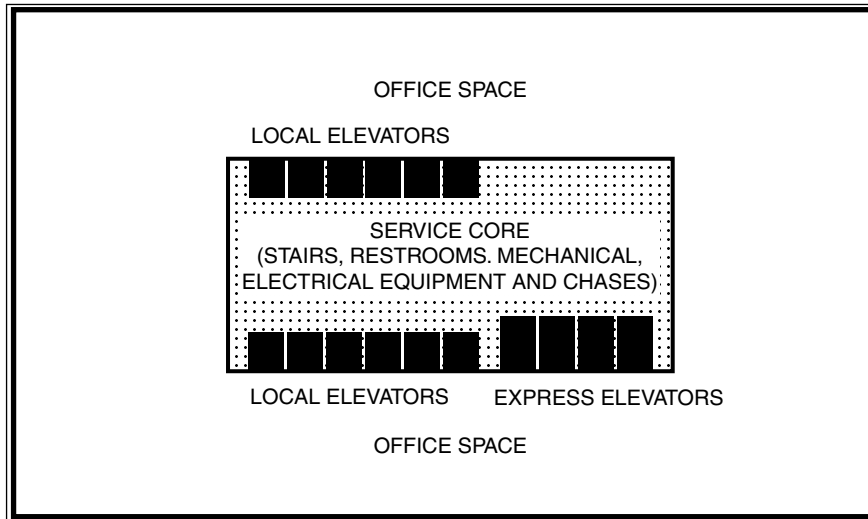 OFFICE SPACE
LOCAL ELEVATORS
SERVICE CORE
(STAIRS, RESTROOMS. MECHANICAL,
ELECTRICAL EQUIPMENT AND CHASES)
LOCAL ELEVATORS
EXPRESS ELEVATORS
OFFICE SPACE